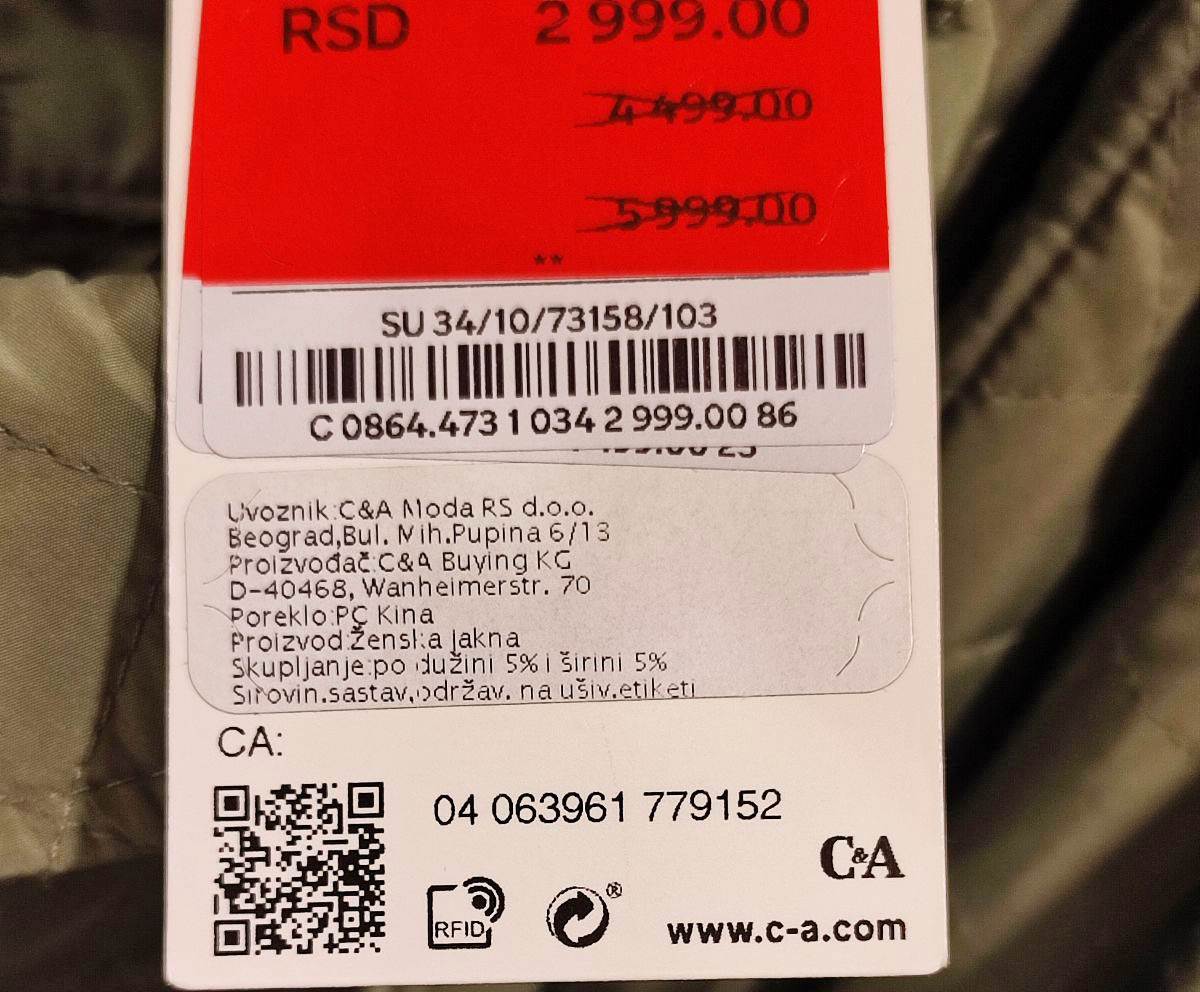 RSD 2 999.00
4 499.00
5 999.00
**
SU 34/10/73158/103
C 0864.473 1 034 2 999.00 86
Uvoznik:C&A Moda RS d.o.o.
Beograd,Bul. Mih.Pupina 6/13
Proizvođač:C&A Buying KG
D-40468, Wanheimerstr. 70
Poreklo:PC Kina
Proizvod:Ženska jakna
Skupljanje:po dužini 5% i širini 5%
Sirovin.sastav,održav. na ušiv.etiketi
CA:
04 063961 779152
C&A
RFID
®
www.c-a.com